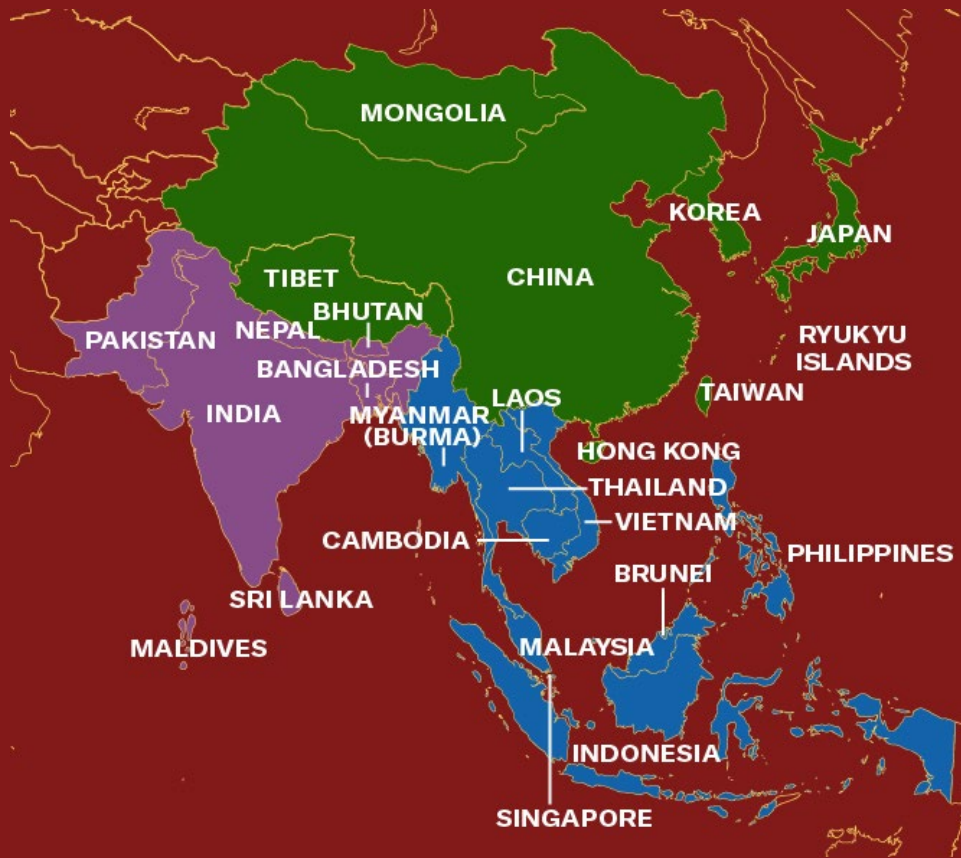 MONGOLIA
KOREA
JAPAN
CHINA
TIBET
BHUTAN
NEPAL
PAKISTAN
RYUKYU
ISLANDS
BANGLADESH
TAIWAN
LAOS
INDIA
MYANMAR
(BURMA)
HONG KONG
THAILAND
VIETNAM
CAMBODIA
PHILIPPINES
BRUNEI
SRI LANKA
MALDIVES
MALAYSIA
INDONESIA
SINGAPORE